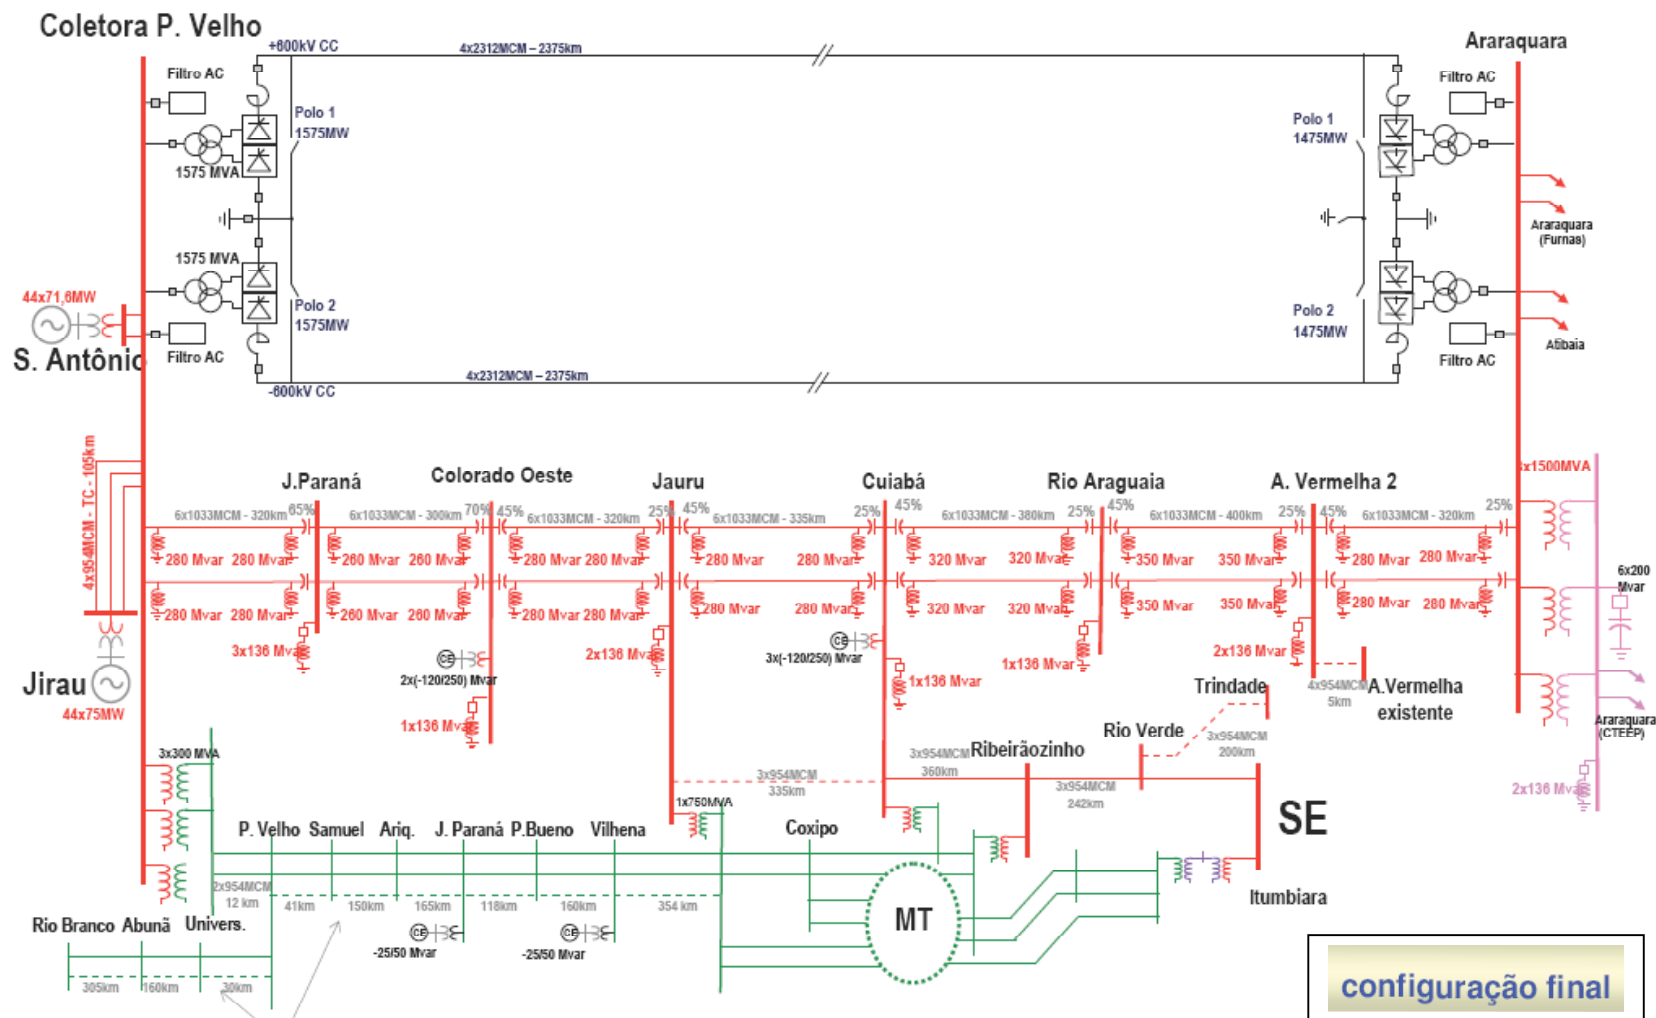 Coletora P. Velho
+600kV CC
4x2312MCM – 2375km
Araraquara
Filtro AC
Filtro AC
Polo 1
1575MW
Polo 1
1475MW
1575 MVA
Araraquara
(Furnas)
1575 MVA
44x71,6MW
Polo 2
1575MW
Polo 2
1475MW
S. Antônio
Filtro AC
Filtro AC
Atibaia
4x2312MCM – 2375km
-600kV CC
4x954MCM - TC - 105km
J.Paraná
Colorado Oeste
Jauru
Cuiabá
Rio Araguaia
A. Vermelha 2
x1500MVA
6x1033MCM - 320km
65%
6x1033MCM - 300km
70%
45%
6x1033MCM - 320km
25%
45%
6x1033MCM - 335km
25%
45%
6x1033MCM - 380km
25%
45%
6x1033MCM - 400km
25%
45%
6x1033MCM - 320km
25%
280 Mvar
280 Mvar
260 Mvar
260 Mvar
280 Mvar
280 Mvar
280 Mvar
280 Mvar
320 Mvar
320 Mvar
350 Mvar
350 Mvar
280 Mvar
280 Mvar
280 Mvar
280 Mvar
260 Mvar
260 Mvar
280 Mvar
280 Mvar
280 Mvar
280 Mvar
320 Mvar
320 Mvar
350 Mvar
350 Mvar
280 Mvar
280 Mvar
6x200
Mvar
3x136 Mvar
CE
2x(-120/250) Mvar
2x136 Mvar
CE
3x(-120/250) Mvar
1x136 Mvar
1x136 Mvar
2x136 Mvar
1x136 Mvar
Jirau
44x75MW
4x954MCM
5km
A.Vermelha
existente
Trindade
Rio Verde
3x954MCM
200km
Araraquara
(CTEEP)
2x136 Mvar
3x300 MVA
3x954MCM
335km
3x954MCM
360km
Ribeirãozinho
3x954MCM
242km
1x750MVA
SE
Itumbiara
P. Velho
Samuel
Ariq.
J. Paraná
P.Bueno
Vilhena
Coxipo
2x954MCM
12 km
41km
150km
165km
118km
160km
354 km
MT
CE
-25/50 Mvar
CE
-25/50 Mvar
Rio Branco
Abunã
Univers.
305km
160km
30km
configuração final